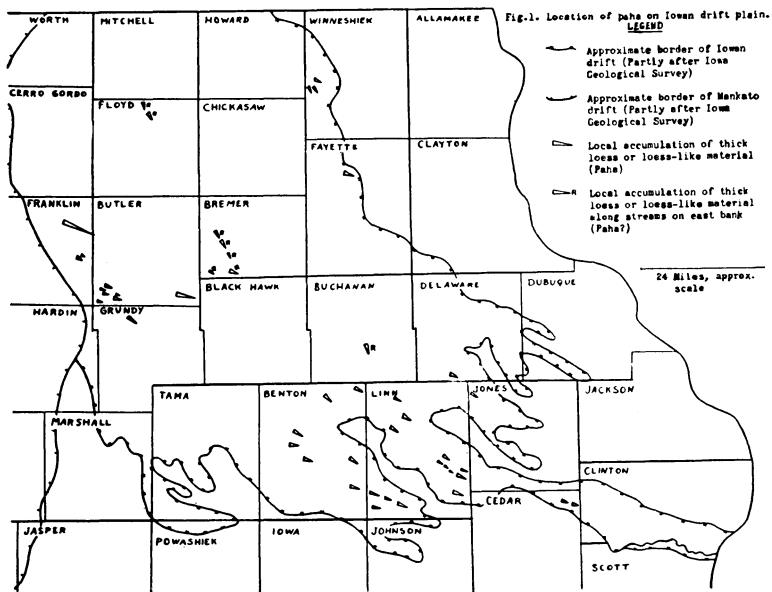 Fig.1. Location of paha on Iowan drift plain.
LEGEND
Approximate border of Iowan
drift (Partly after Iowa
Geological Survey)
Approximate border of Mankato
drift (Partly after Iowa
Geological Survey)
Local accumulation of thick
loess or loess-like material
(Paha)
R Local accumulation of thick
loess or loess-like material
along streams on east bank
(Paha?)
24 Miles, approx.
scale
WORTH MITCHELL HOWARD WINNESHIEK ALLAMAKEE
CERRO GORDO FLOYD CHICKASAW
FAYETTE CLAYTON
FRANKLIN BUTLER BREMER
HARDIN GRUNDY BLACK HAWK BUCHANAN DELAWARE DUBUQUE
R
TAMA BENTON LINN JONES JACKSON
MARSHALL
CLINTON
CEDAR
JASPER POWASHIEK IOWA JOHNSON
SCOTT